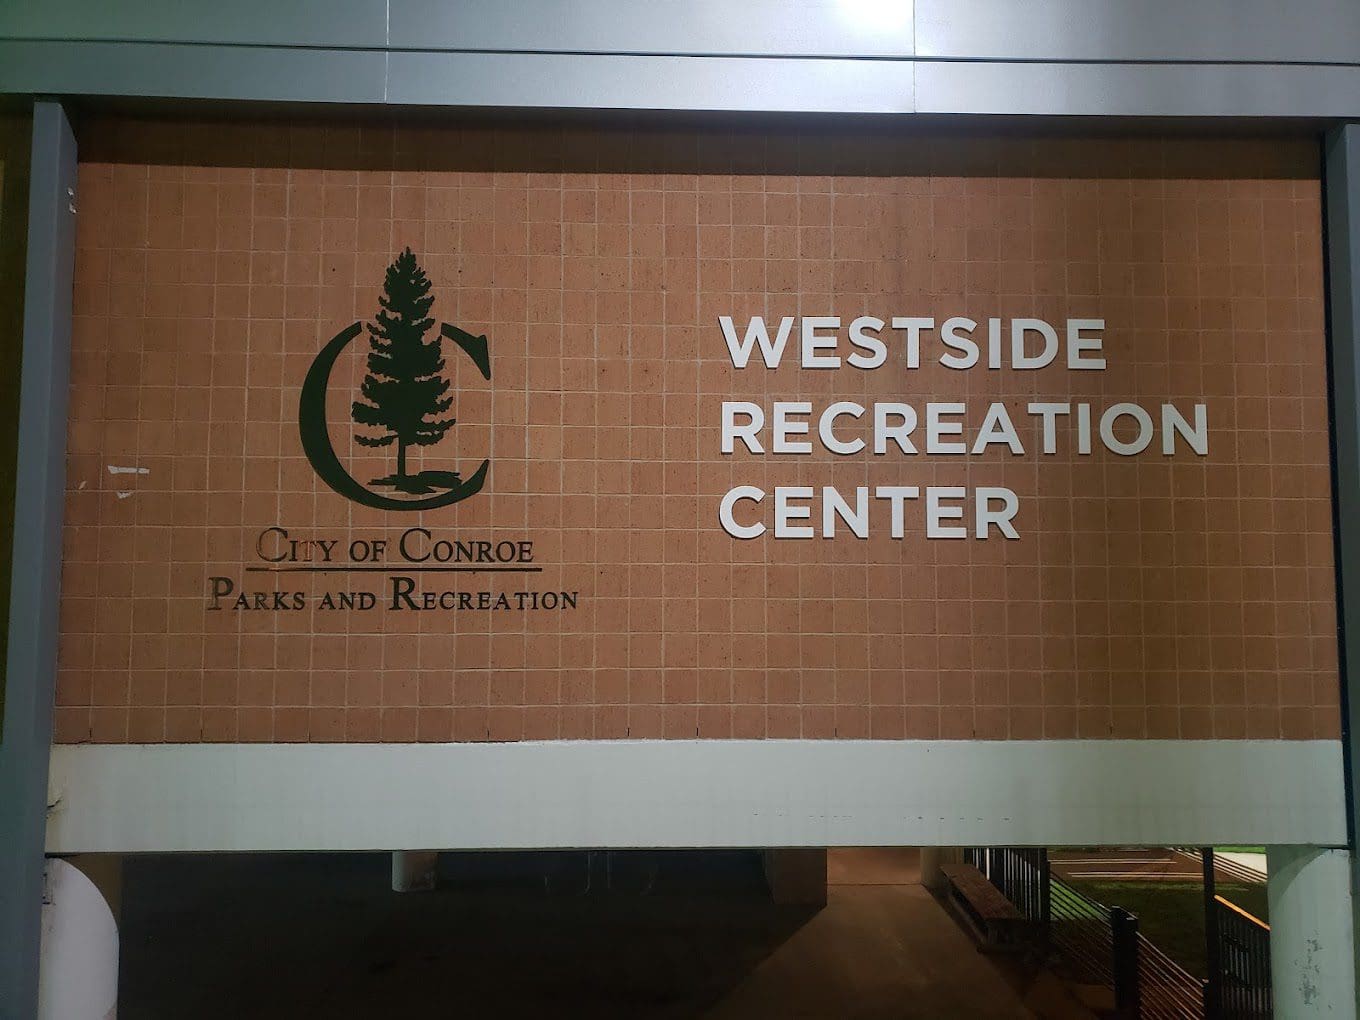 City of Conroe
Parks and Recreation
WESTSIDE
RECREATION
CENTER